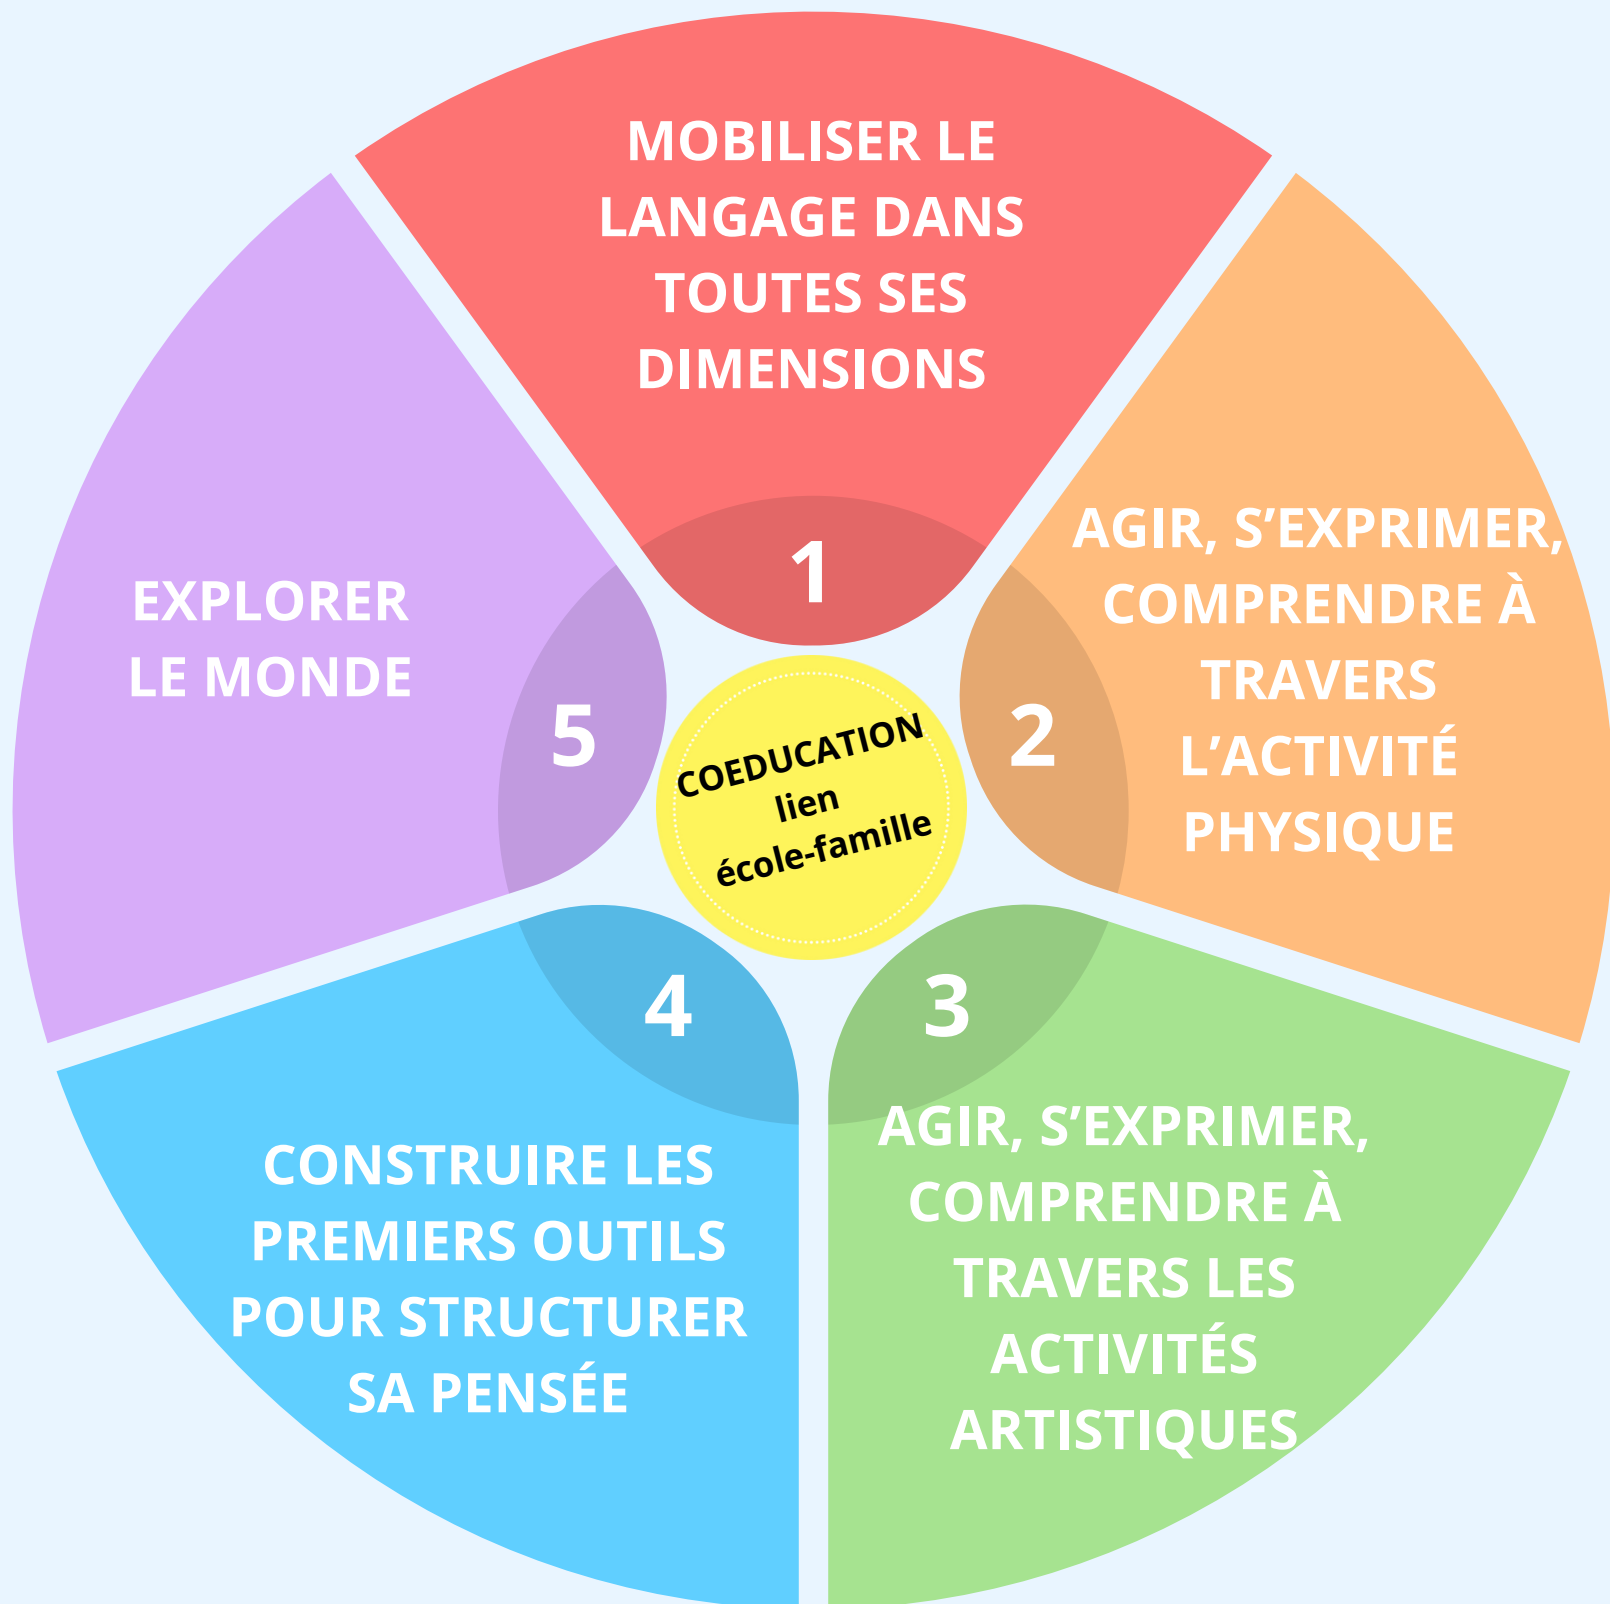 MOBILISER LE
LANGAGE DANS
TOUTES SES
DIMENSIONS
1
AGIR, S’EXPRIMER,
COMPRENDRE À
TRAVERS
L’ACTIVITÉ
PHYSIQUE
2
AGIR, S’EXPRIMER,
COMPRENDRE À
TRAVERS LES
ACTIVITÉS
ARTISTIQUES
3
CONSTRUIRE LES
PREMIERS OUTILS
POUR STRUCTURER
SA PENSÉE
4
EXPLORER
LE MONDE
5
COEDUCATION
lien
école-famille